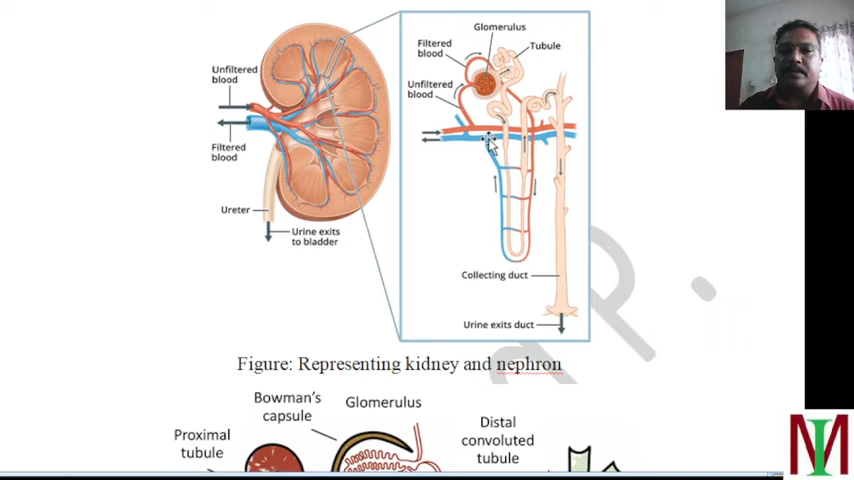 Glomerulus
Filtered
blood
Tubule
Unfiltered
blood
Unfiltered
blood
Filtered
blood
Ureter
Urine exits
to bladder
Collecting duct
Urine exits duct
Figure: Representing kidney and nephron
Bowman's
capsule
Glomerulus
Proximal
tubule
Distal
convoluted
tubule